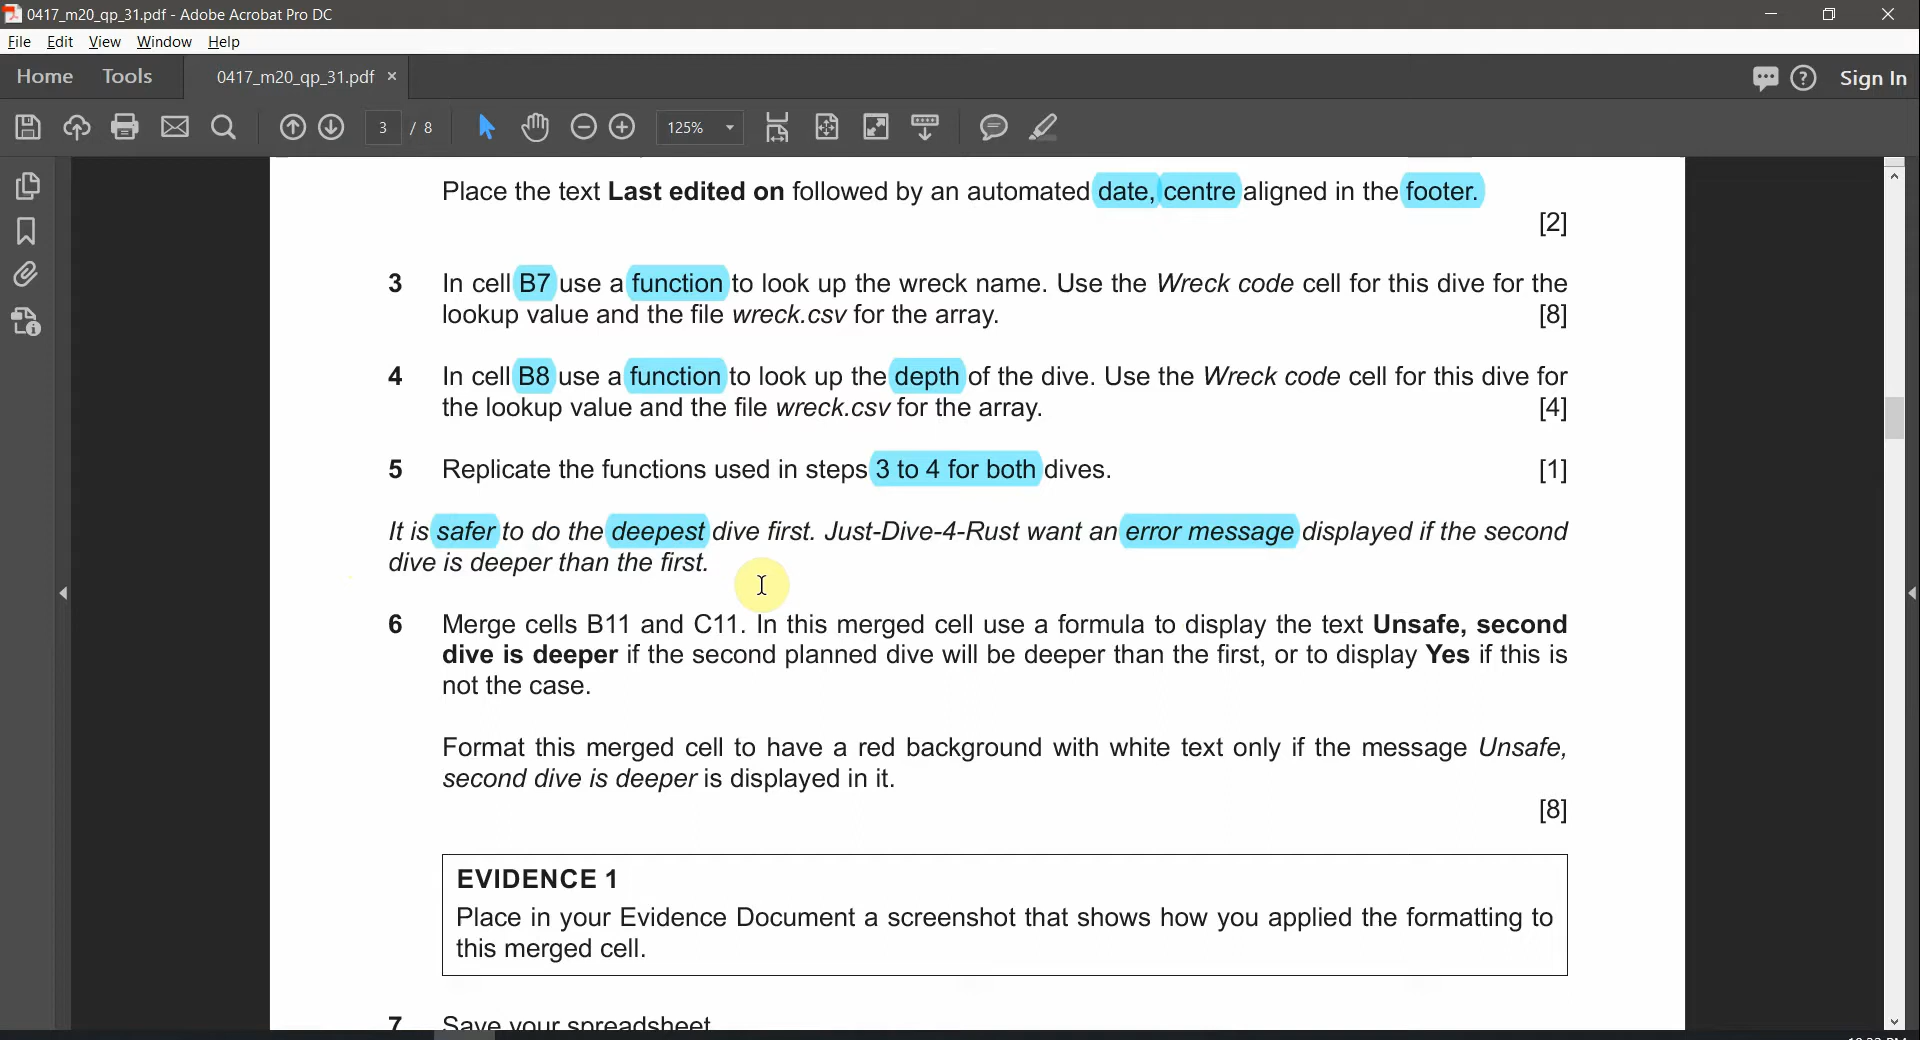 0417_m20_qp_31.pdf - Adobe Acrobat Pro DC
File Edit View Window Help
Home Tools 0417_m20_qp_31.pdf × Sign In
3 / 8 125%
Place the text Last edited on followed by an automated date, centre aligned in the footer.
[2]
3 In cell B7 use a function to look up the wreck name. Use the Wreck code cell for this dive for the
lookup value and the file wreck.csv for the array. [8]
4 In cell B8 use a function to look up the depth of the dive. Use the Wreck code cell for this dive for
the lookup value and the file wreck.csv for the array. [4]
5 Replicate the functions used in steps 3 to 4 for both dives. [1]
It is safer to do the deepest dive first. Just-Dive-4-Rust want an error message displayed if the second
dive is deeper than the first.
6 Merge cells B11 and C11. In this merged cell use a formula to display the text Unsafe, second
dive is deeper if the second planned dive will be deeper than the first, or to display Yes if this is
not the case.
Format this merged cell to have a red background with white text only if the message Unsafe,
second dive is deeper is displayed in it.
[8]
EVIDENCE 1
Place in your Evidence Document a screenshot that shows how you applied the formatting to
this merged cell.
7 Save your spreadsheet